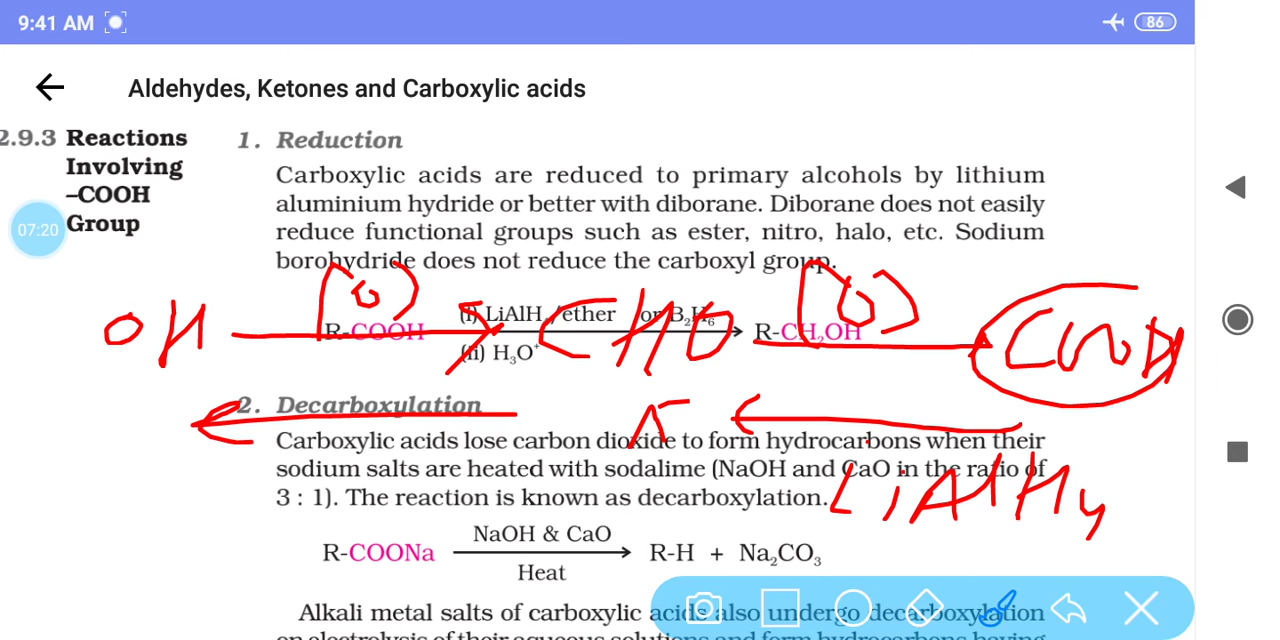 9:41 AM 86
Aldehydes, Ketones and Carboxylic acids
2.9.3 Reactions Involving –COOH Group
07:20
1. Reduction
Carboxylic acids are reduced to primary alcohols by lithium
aluminium hydride or better with diborane. Diborane does not easily
reduce functional groups such as ester, nitro, halo, etc. Sodium
borohydride does not reduce the carboxyl group.
R-COOH (i) LiAlH₄/ether or B₂H₆ R-CH₂OH
(ii) H₃O⁺
OH [O] CHO [O] COOH
LiAlH4
2. Decarboxylation
Carboxylic acids lose carbon dioxide to form hydrocarbons when their
sodium salts are heated with sodalime (NaOH and CaO in the ratio of
3 : 1). The reaction is known as decarboxylation.
NaOH & CaO
R-COONa R-H + Na₂CO₃
Heat
Alkali metal salts of carboxylic acids also undergo decarboxylation